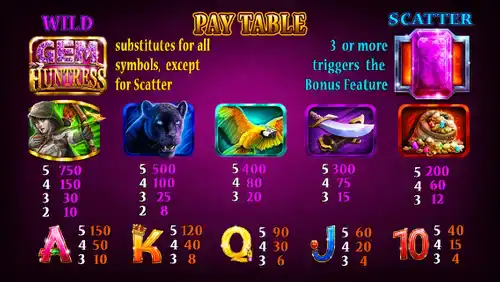 WILD
PAY TABLE
SCATTER
GEM
HUNTRESS
substitutes for all
symbols, except
for Scatter
3 or more
triggers the
Bonus Feature
5 750
4 150
3 30
2 10
5 500
4 100
3 25
2 8
5 400
4 80
3 20
5 300
4 75
3 15
5 200
4 60
3 12
A
5 150
4 50
3 10
K
5 120
4 40
3 8
Q
5 90
4 30
3 6
J
5 60
4 20
3 4
10
5 40
4 15
3 4